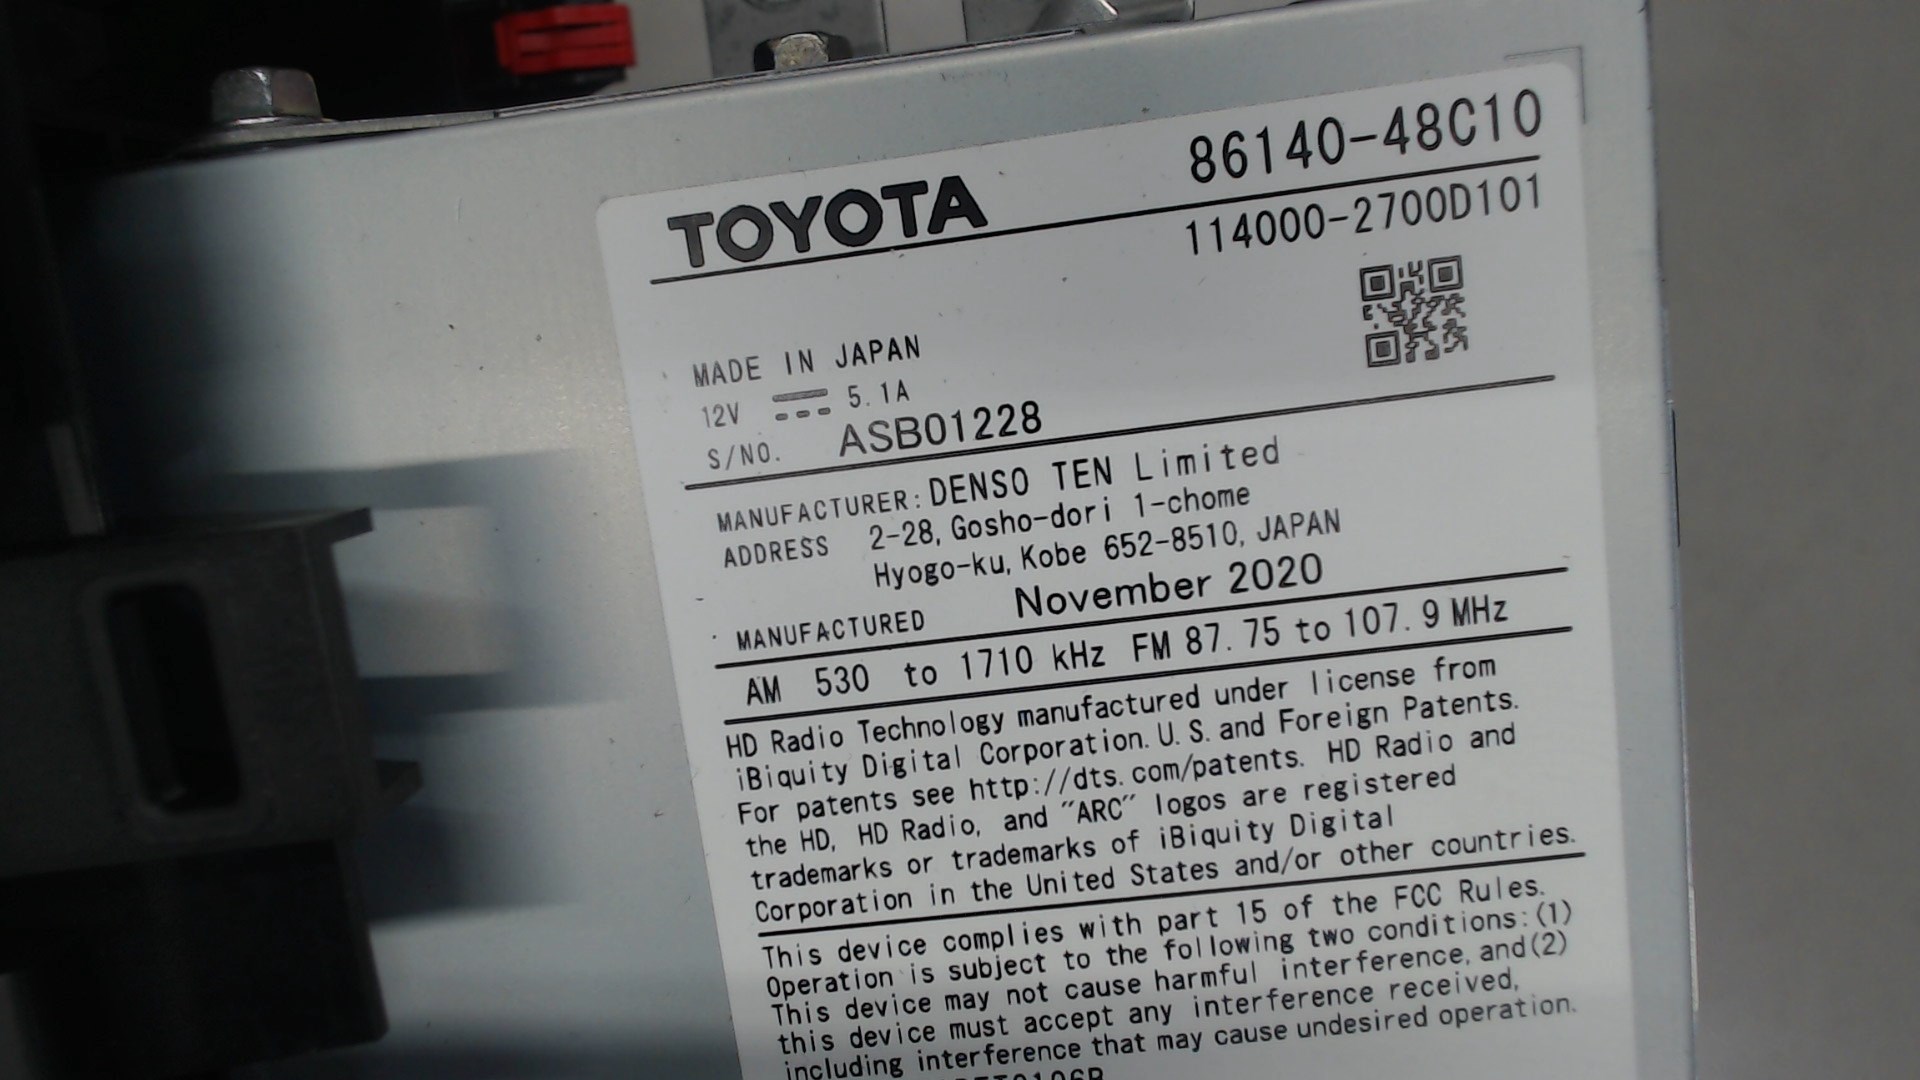 TOYOTA 86140-48C10
114000-2700D101
MADE IN JAPAN
12V 5.1A
S/NO. ASB01228
MANUFACTURER: DENSO TEN Limited
ADDRESS 2-28, Gosho-dori 1-chome
Hyogo-ku, Kobe 652-8510, JAPAN
MANUFACTURED November 2020
AM 530 to 1710 kHz FM 87.75 to 107.9 MHz
HD Radio Technology manufactured under license from
iBiquity Digital Corporation. U.S. and Foreign Patents.
For patents see http://dts.com/patents. HD Radio and
the HD, HD Radio, and "ARC" logos are registered
trademarks or trademarks of iBiquity Digital
Corporation in the United States and/or other countries.
This device complies with part 15 of the FCC Rules.
Operation is subject to the following two conditions: (1)
This device may not cause harmful interference, and (2)
this device must accept any interference received,
including interference that may cause undesired operation.